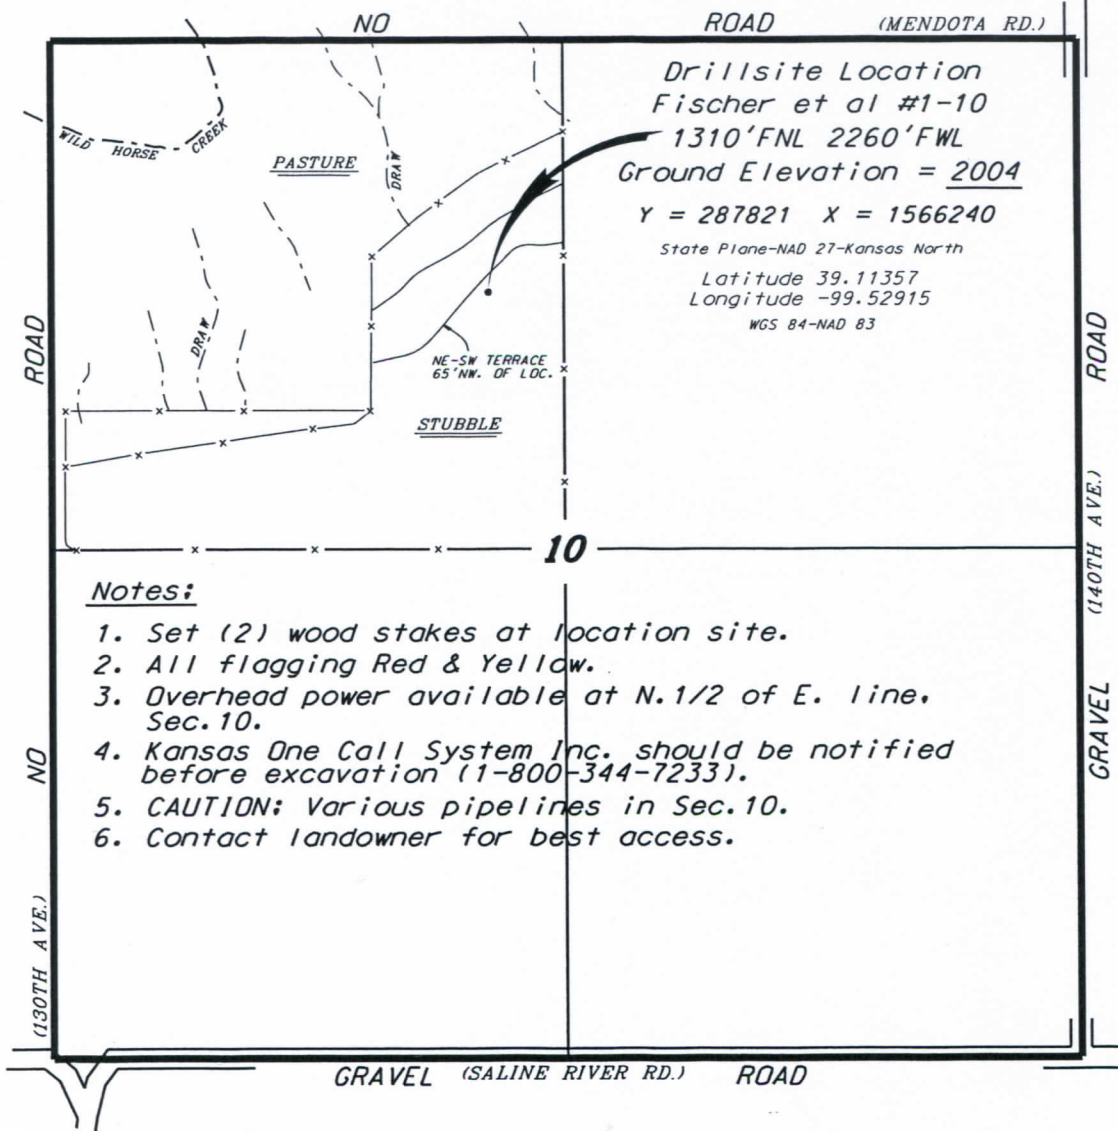 NO ROAD (MENDOTA RD.)
Drillsite Location
Fischer et al #1-10
1310'FNL 2260'FWL
Ground Elevation = 2004
Y = 287821 X = 1566240
State Plane-NAD 27-Kansas North
Latitude 39.11357
Longitude -99.52915
WGS 84-NAD 83
WILD HORSE CREEK
PASTURE
DRAW
DRAW
NE-SW TERRACE
65'NW. OF LOC.
STUBBLE
10
Notes:
1. Set (2) wood stakes at location site.
2. All flagging Red & Yellow.
3. Overhead power available at N.1/2 of E. line.
Sec.10.
4. Kansas One Call System Inc. should be notified
before excavation (1-800-344-7233).
5. CAUTION: Various pipelines in Sec.10.
6. Contact landowner for best access.
(130TH AVE.) NO ROAD
GRAVEL (140TH AVE.) ROAD
GRAVEL (SALINE RIVER RD.) ROAD